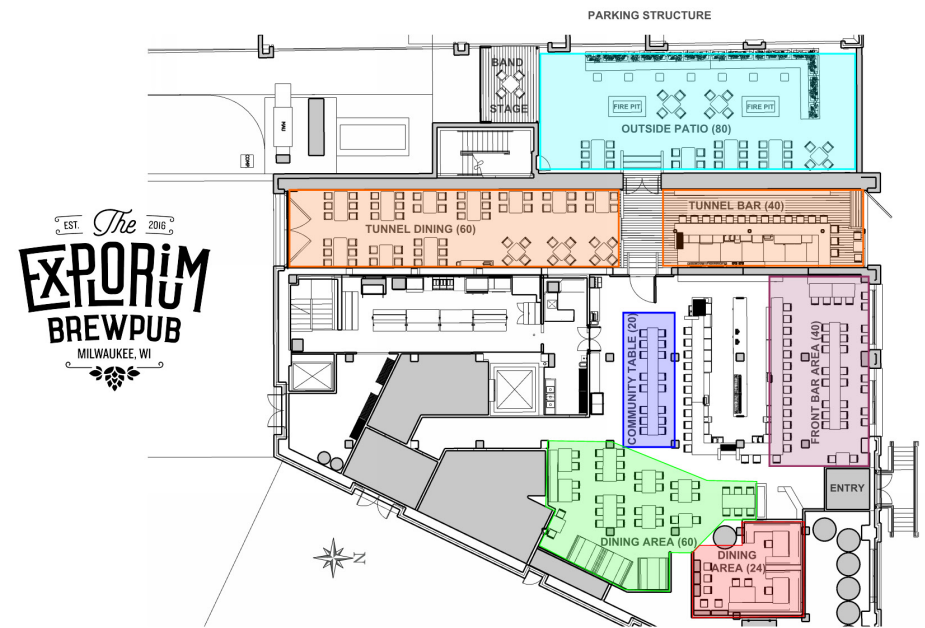 PARKING STRUCTURE
BAND
STAGE
FIRE PIT
FIRE PIT
OUTSIDE PATIO (80)
TUNNEL DINING (60)
TUNNEL BAR (40)
EST. The 2016
EXPLORIUM
BREWPUB
MILWAUKEE, WI
COMMUNITY TABLE (20)
FRONT BAR AREA (40)
ENTRY
DINING AREA (60)
DINING
AREA (24)
N